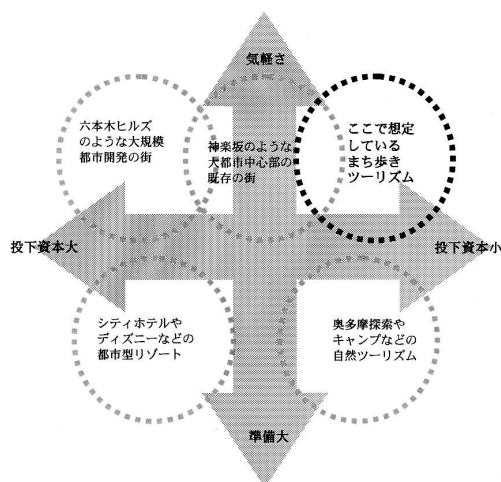 気軽さ
六本木ヒルズ
のような大規模
都市開発の街
神楽坂のような
大都市中心部の
既存の街
ここで想定
している
まち歩き
ツーリズム
投下資本大
投下資本小
シティホテルや
ディズニーなどの
都市型リゾート
奥多摩探索や
キャンプなどの
自然ツーリズム
準備大